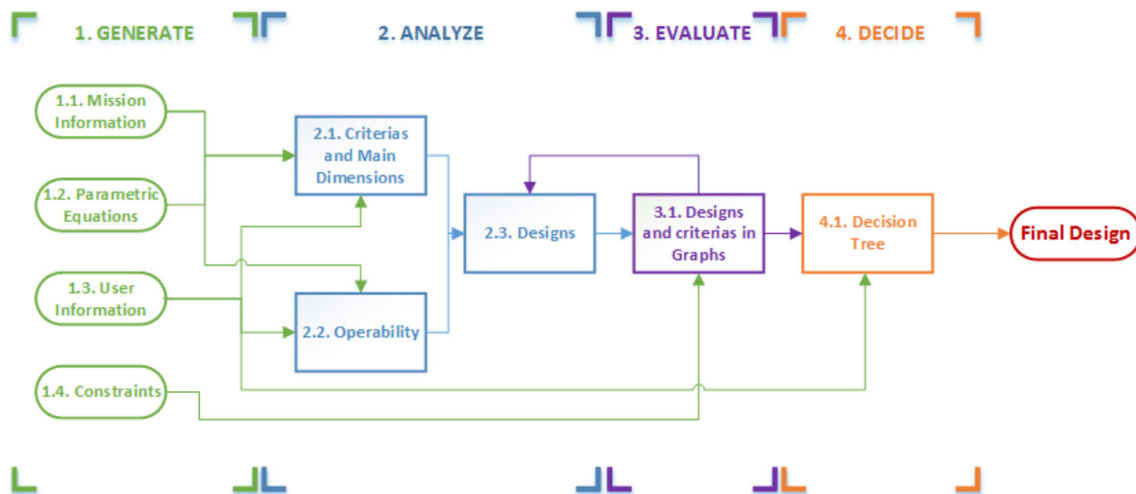 1. GENERATE
2. ANALYZE
3. EVALUATE
4. DECIDE
1.1. Mission
Information
1.2. Parametric
Equations
1.3. User
Information
1.4. Constraints
2.1. Criterias
and Main
Dimensions
2.2. Operability
2.3. Designs
3.1. Designs
and criterias in
Graphs
4.1. Decision
Tree
Final Design